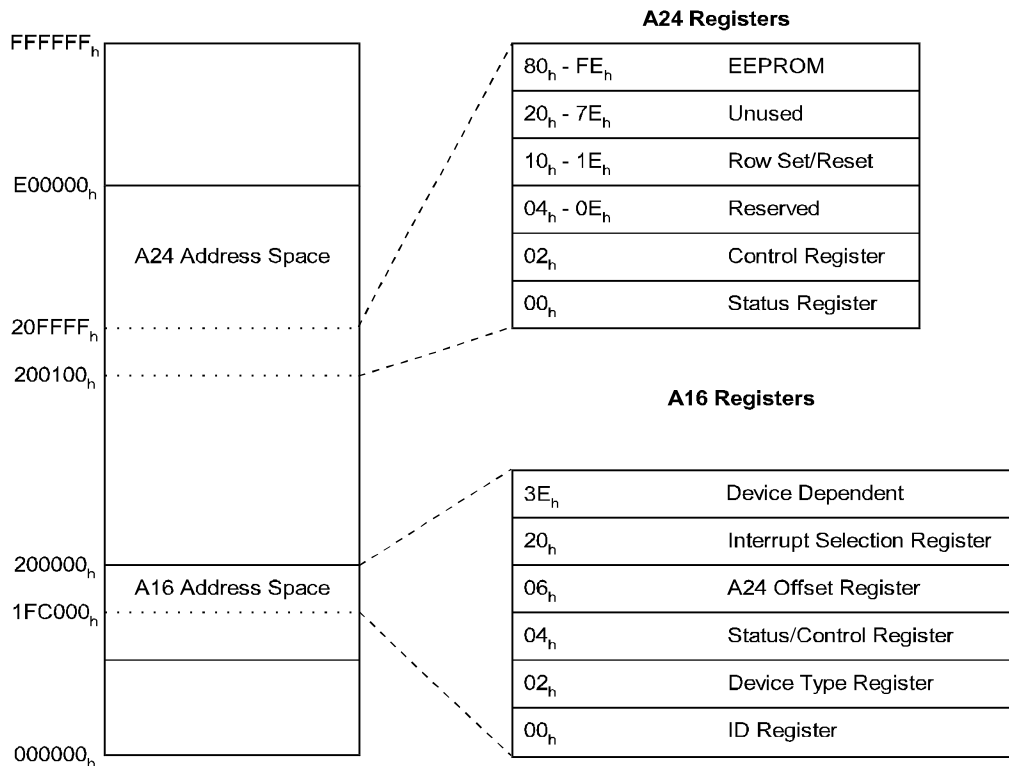 FFFFFFₕ
E00000ₕ
A24 Address Space
20FFFFₕ
200100ₕ
200000ₕ
A16 Address Space
1FC000ₕ
000000ₕ
A24 Registers
80ₕ - FEₕ EEPROM
20ₕ - 7Eₕ Unused
10ₕ - 1Eₕ Row Set/Reset
04ₕ - 0Eₕ Reserved
02ₕ Control Register
00ₕ Status Register
A16 Registers
3Eₕ Device Dependent
20ₕ Interrupt Selection Register
06ₕ A24 Offset Register
04ₕ Status/Control Register
02ₕ Device Type Register
00ₕ ID Register